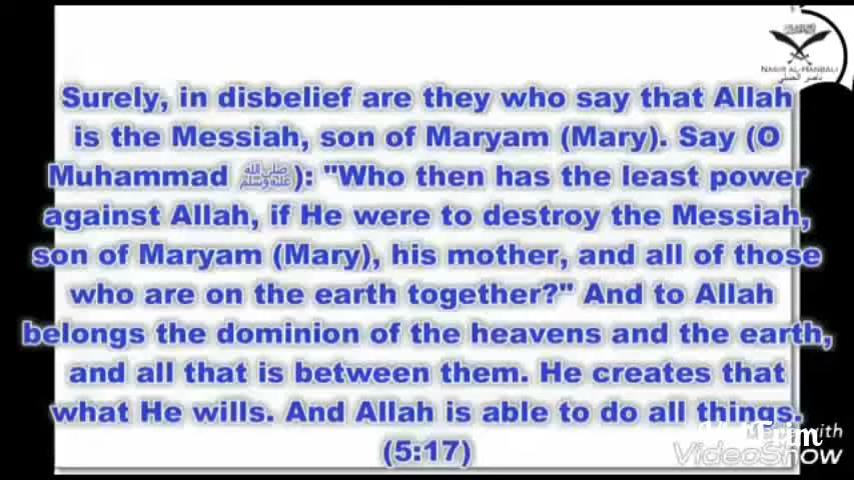 NASIR AL-HANBALI
ناصر الحنبلي
Surely, in disbelief are they who say that Allah
is the Messiah, son of Maryam (Mary). Say (O
Muhammad ﷺ): "Who then has the least power
against Allah, if He were to destroy the Messiah,
son of Maryam (Mary), his mother, and all of those
who are on the earth together?" And to Allah
belongs the dominion of the heavens and the earth,
and all that is between them. He creates that
what He wills. And Allah is able to do all things.
(5:17)
with
VideoShow